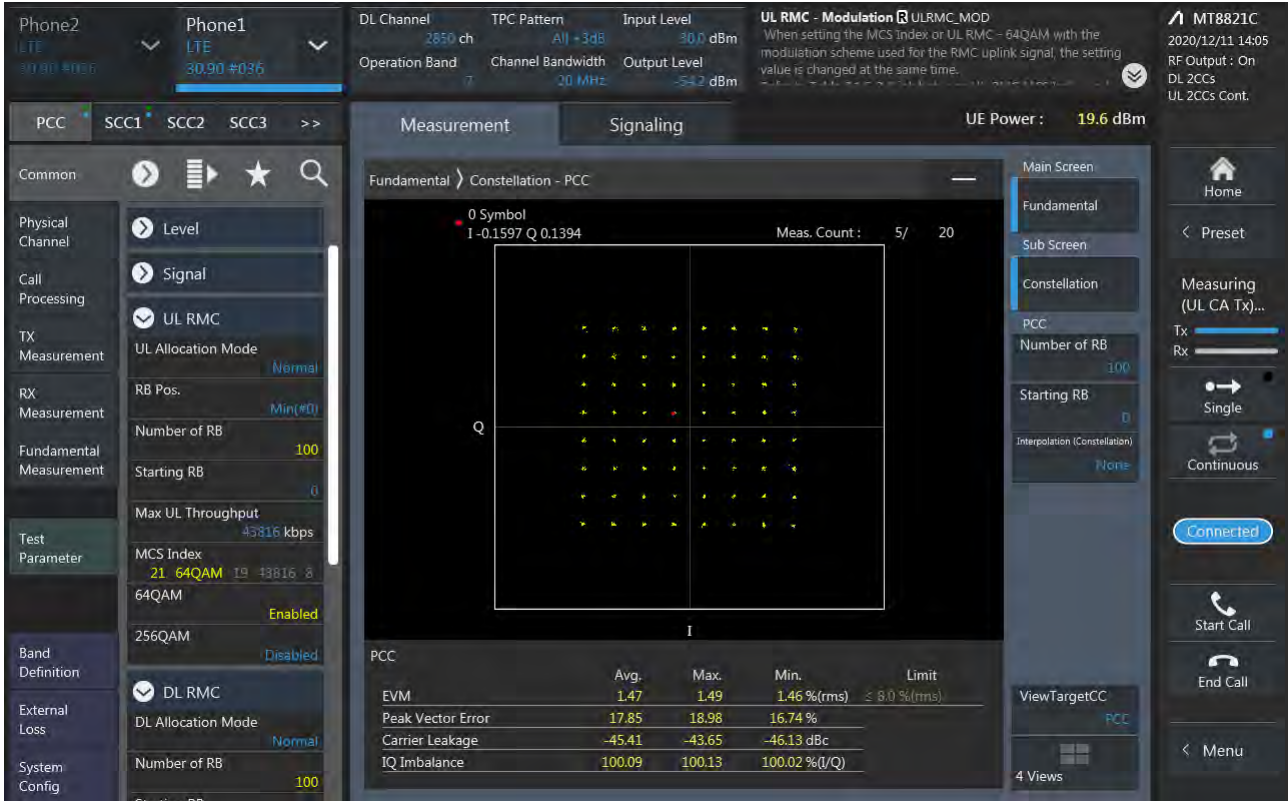 Phone2
LTE
30.90 #036
Phone1
LTE
30.90 #036
DL Channel
2850 ch
TPC Pattern
All +3dB
Input Level
30.0 dBm
Operation Band
7
Channel Bandwidth
20 MHz
Output Level
-54.2 dBm
UL RMC - Modulation R ULRMC_MOD
When setting the MCS Index or UL RMC - 64QAM with the
modulation scheme used for the RMC uplink signal, the setting
value is changed at the same time.
MT8821C
2020/12/11 14:05
RF Output : On
DL 2CCs
UL 2CCs Cont.
PCC SCC1 SCC2 SCC3 >>
Measurement
Signaling
UE Power : 19.6 dBm
Common
Physical
Channel
Call
Processing
TX
Measurement
RX
Measurement
Fundamental
Measurement
Test
Parameter
Band
Definition
External
Loss
System
Config
Level
Signal
UL RMC
UL Allocation Mode
Normal
RB Pos.
Min(#0)
Number of RB
100
Starting RB
0
Max UL Throughput
43816 kbps
MCS Index
21 64QAM 19 43816 8
64QAM
Enabled
256QAM
Disabled
DL RMC
DL Allocation Mode
Normal
Number of RB
100
Fundamental Constellation - PCC
0 Symbol
I -0.1597 Q 0.1394
Meas. Count : 5/ 20
Q
I
PCC
Avg. Max. Min. Limit
EVM 1.47 1.49 1.46 %(rms) ≤ 8.0 %(rms)
Peak Vector Error 17.85 18.98 16.74 %
Carrier Leakage -45.41 -43.65 -46.13 dBc
IQ Imbalance 100.09 100.13 100.02 %(I/Q)
Main Screen
Fundamental
Sub Screen
Constellation
PCC
Number of RB
100
Starting RB
0
Interpolation (Constellation)
None
ViewTargetCC
PCC
4 Views
Home
< Preset
Measuring
(UL CA Tx)...
Tx
Rx
Single
Continuous
Connected
Start Call
End Call
< Menu